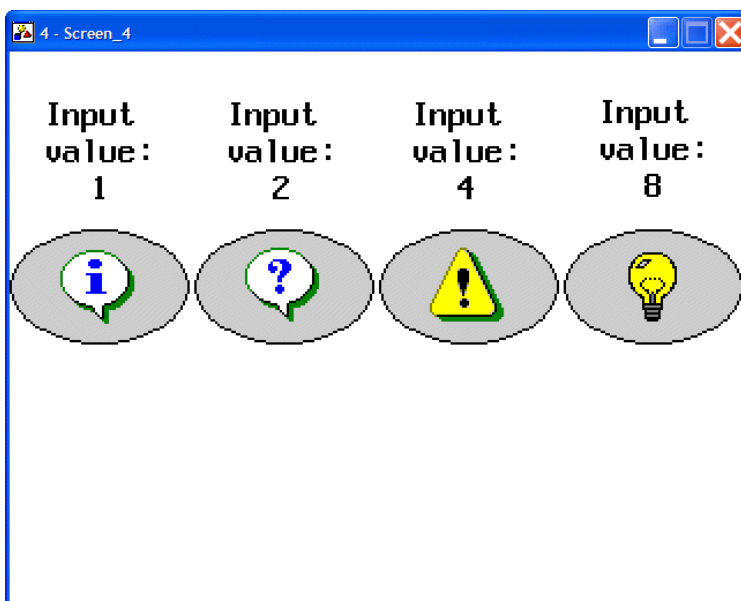 4 - Screen_4
Input
value:
1
Input
value:
2
Input
value:
4
Input
value:
8
i
?
!